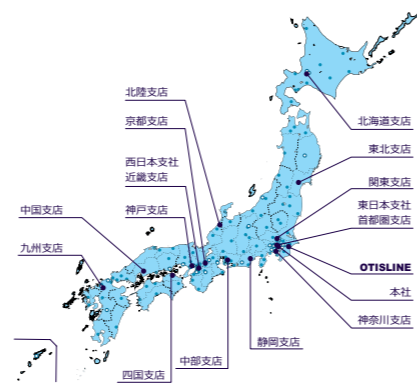 北陸支店
京都支店
西日本支社
近畿支店
神戸支店
中国支店
九州支店
四国支店
中部支店
静岡支店
北海道支店
東北支店
関東支店
東日本支社
首都圏支店
OTISLINE
本社
神奈川支店